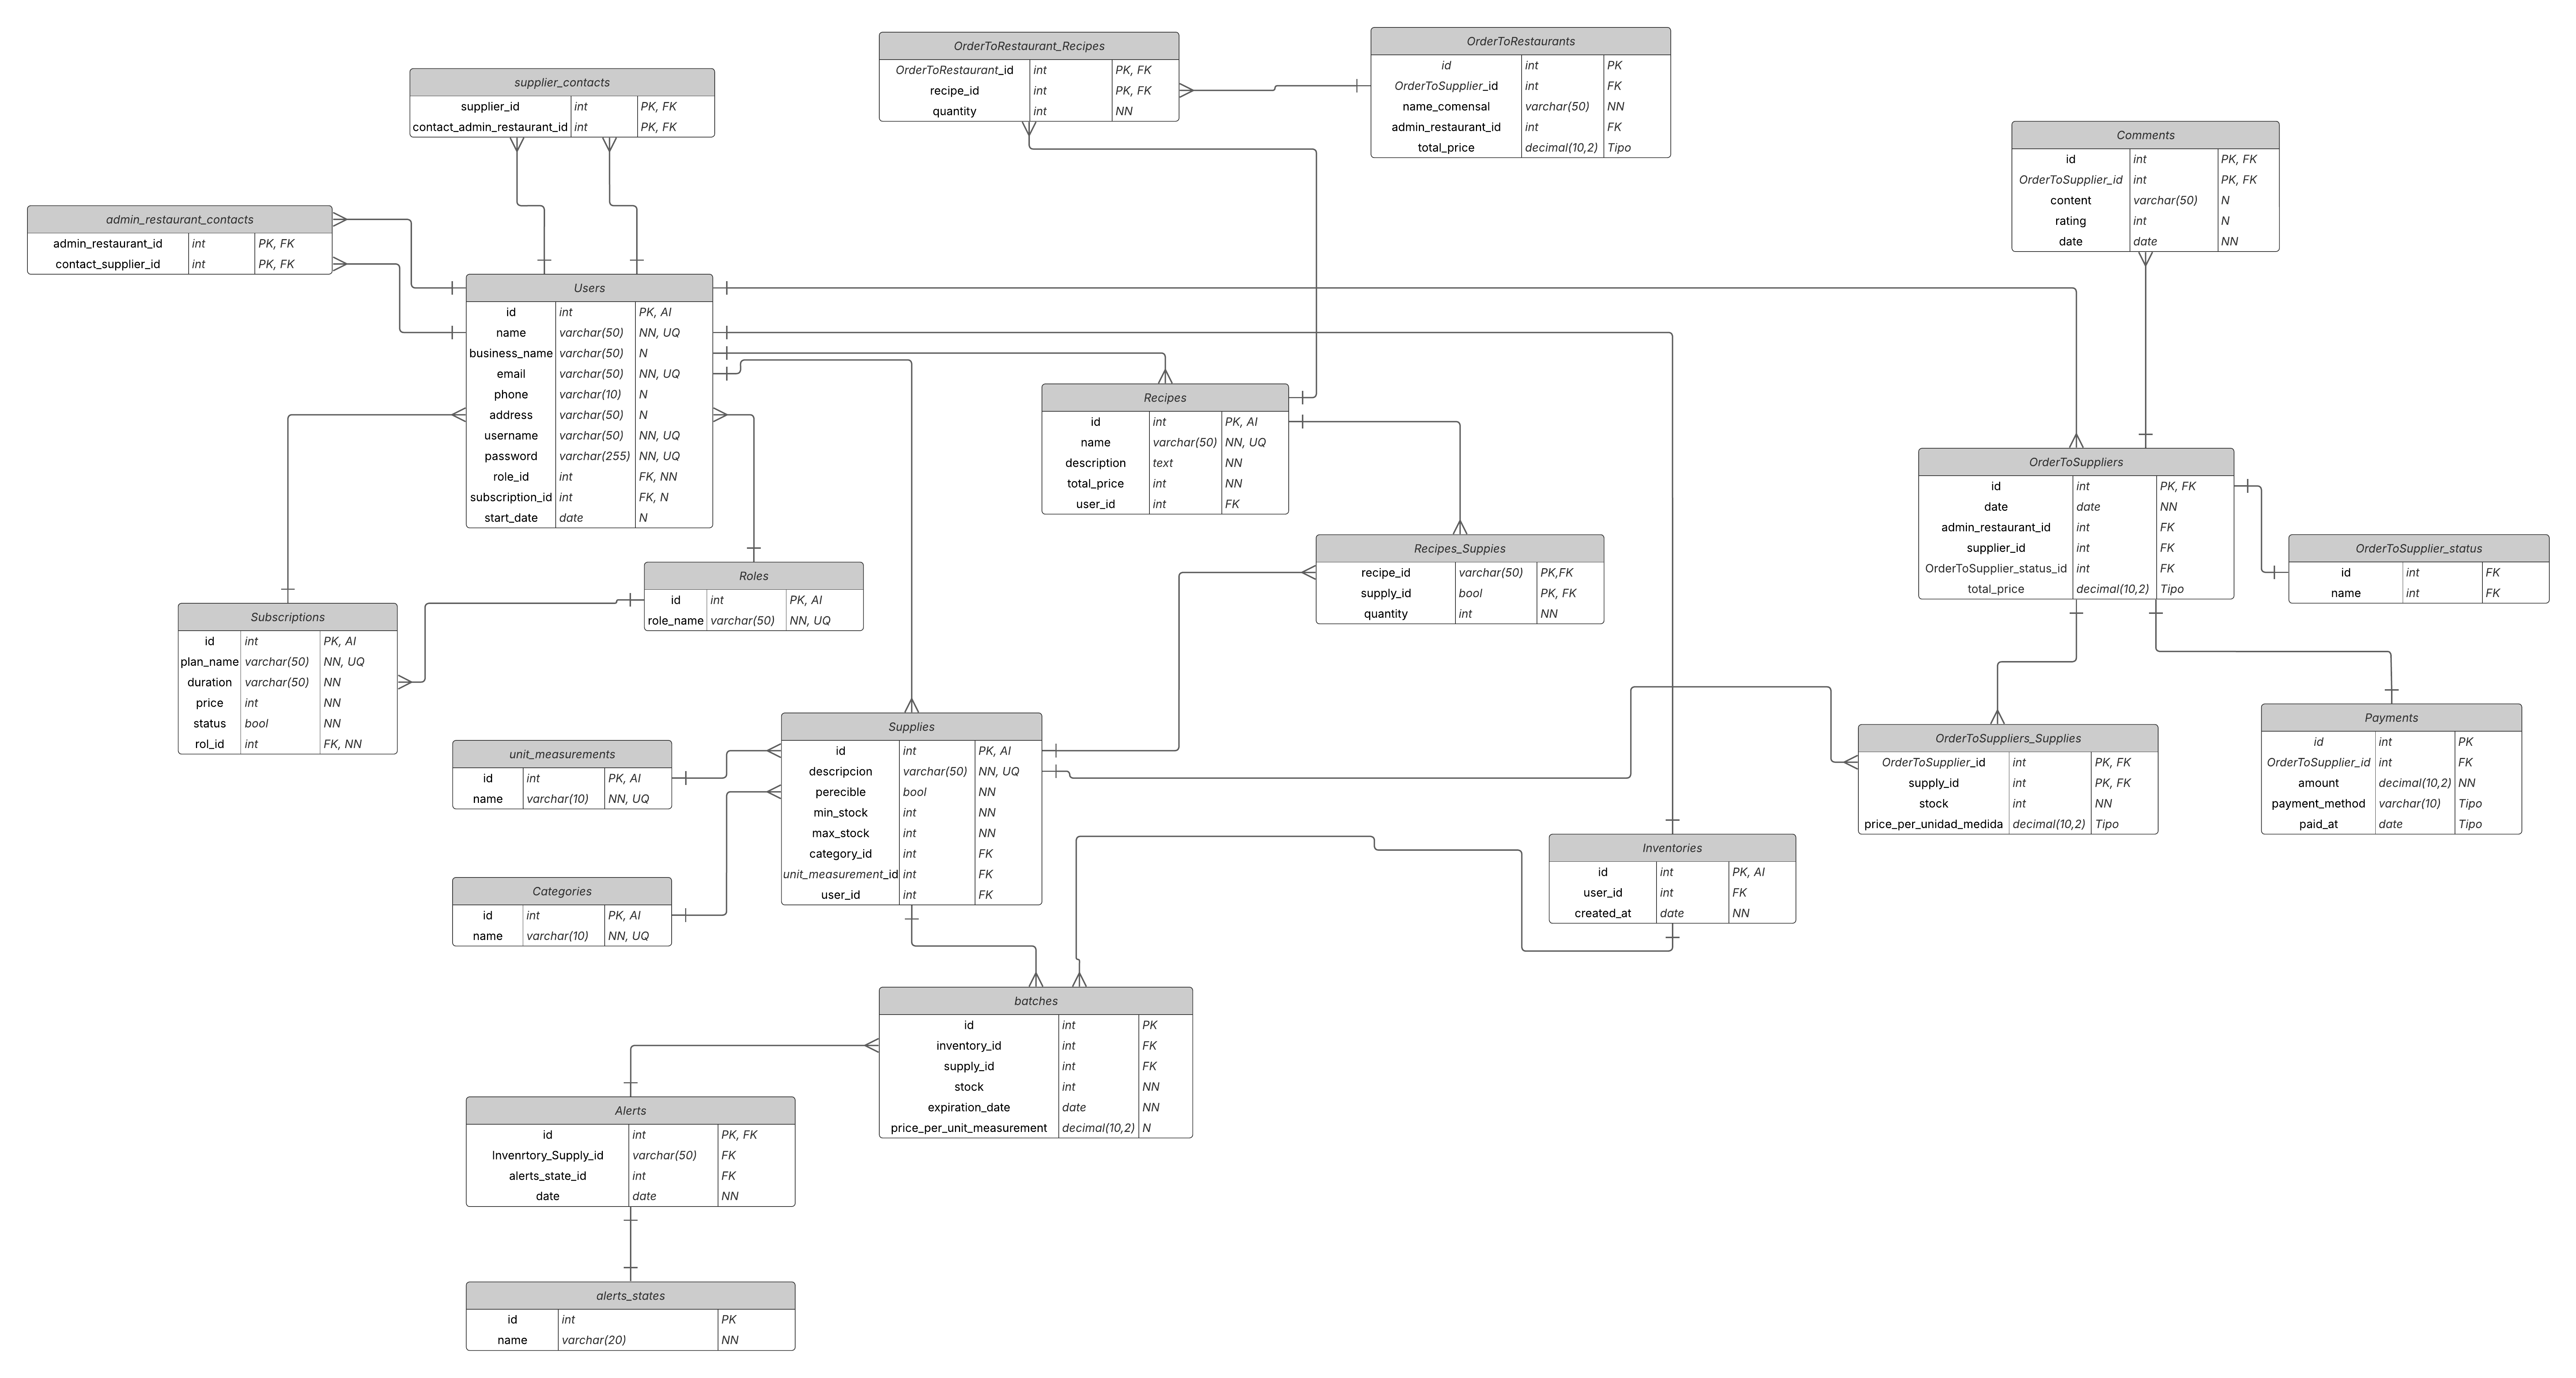 OrderToRestaurant_Recipes
OrderToRestaurant_id int PK, FK
recipe_id int PK, FK
quantity int NN
OrderToRestaurants
id int PK
OrderToSupplier_id int FK
name_comensal varchar(50) NN
admin_restaurant_id int FK
total_price decimal(10,2) Tipo
supplier_contacts
supplier_id int PK, FK
contact_admin_restaurant_id int PK, FK
Comments
id int PK, FK
OrderToSupplier_id int PK, FK
content varchar(50) N
rating int N
date date NN
admin_restaurant_contacts
admin_restaurant_id int PK, FK
contact_supplier_id int PK, FK
Users
id int PK, AI
name varchar(50) NN, UQ
business_name varchar(50) N
email varchar(50) NN, UQ
phone varchar(10) N
address varchar(50) N
username varchar(50) NN, UQ
password varchar(255) NN, UQ
role_id int FK, NN
subscription_id int FK, N
start_date date N
Recipes
id int PK, AI
name varchar(50) NN, UQ
description text NN
total_price int NN
user_id int FK
OrderToSuppliers
id int PK, FK
date date NN
admin_restaurant_id int FK
supplier_id int FK
OrderToSupplier_status_id int FK
total_price decimal(10,2) Tipo
Recipes_Suppies
recipe_id varchar(50) PK,FK
supply_id bool PK, FK
quantity int NN
OrderToSupplier_status
id int FK
name int FK
Roles
id int PK, AI
role_name varchar(50) NN, UQ
Subscriptions
id int PK, AI
plan_name varchar(50) NN, UQ
duration varchar(50) NN
price int NN
status bool NN
rol_id int FK, NN
Supplies
id int PK, AI
descripcion varchar(50) NN, UQ
perecible bool NN
min_stock int NN
max_stock int NN
category_id int FK
unit_measurement_id int FK
user_id int FK
unit_measurements
id int PK, AI
name varchar(10) NN, UQ
OrderToSuppliers_Supplies
OrderToSupplier_id int PK, FK
supply_id int PK, FK
stock int NN
price_per_unidad_medida decimal(10,2) Tipo
Payments
id int PK
OrderToSupplier_id int FK
amount decimal(10,2) NN
payment_method varchar(10) Tipo
paid_at date Tipo
Inventories
id int PK, AI
user_id int FK
created_at date NN
Categories
id int PK, AI
name varchar(10) NN, UQ
batches
id int PK
inventory_id int FK
supply_id int FK
stock int NN
expiration_date date NN
price_per_unit_measurement decimal(10,2) N
Alerts
id int PK, FK
Invenrtory_Supply_id varchar(50) FK
alerts_state_id int FK
date date NN
alerts_states
id int PK
name varchar(20) NN